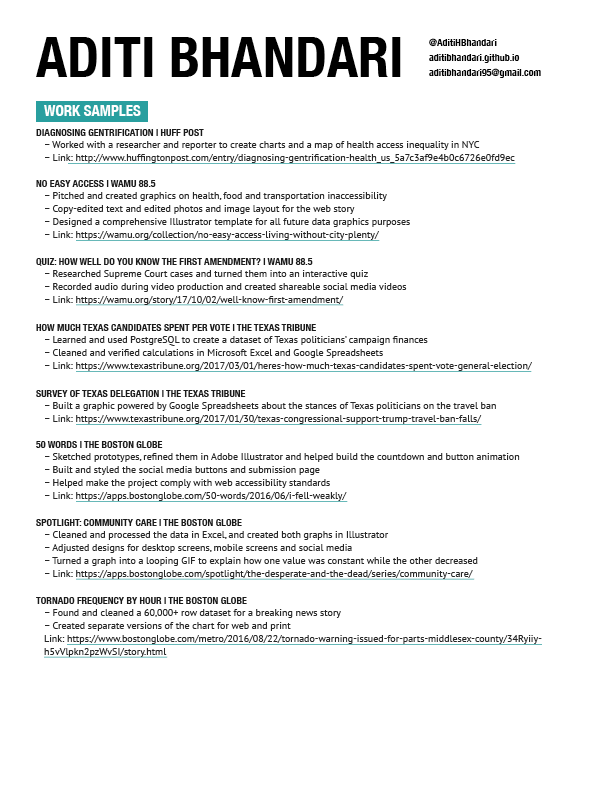 ADITI BHANDARI
@AditiHBhandari
aditibhandari.github.io
aditibhandari95@gmail.com
WORK SAMPLES
DIAGNOSING GENTRIFICATION | HUFF POST
– Worked with a researcher and reporter to create charts and a map of health access inequality in NYC
– Link: http://www.huffingtonpost.com/entry/diagnosing-gentrification-health_us_5a7c3af9e4b0c6726e0fd9ec
NO EASY ACCESS | WAMU 88.5
– Pitched and created graphics on health, food and transportation inaccessibility
– Copy-edited text and edited photos and image layout for the web story
– Designed a comprehensive Illustrator template for all future data graphics purposes
– Link: https://wamu.org/collection/no-easy-access-living-without-city-plenty/
QUIZ: HOW WELL DO YOU KNOW THE FIRST AMENDMENT? | WAMU 88.5
– Researched Supreme Court cases and turned them into an interactive quiz
– Recorded audio during video production and created shareable social media videos
– Link: https://wamu.org/story/17/10/02/well-know-first-amendment/
HOW MUCH TEXAS CANDIDATES SPENT PER VOTE | THE TEXAS TRIBUNE
– Learned and used PostgreSQL to create a dataset of Texas politicians' campaign finances
– Cleaned and verified calculations in Microsoft Excel and Google Spreadsheets
– Link: https://www.texastribune.org/2017/03/01/heres-how-much-texas-candidates-spent-vote-general-election/
SURVEY OF TEXAS DELEGATION | THE TEXAS TRIBUNE
– Built a graphic powered by Google Spreadsheets about the stances of Texas politicians on the travel ban
– Link: https://www.texastribune.org/2017/01/30/texas-congressional-support-trump-travel-ban-falls/
50 WORDS | THE BOSTON GLOBE
– Sketched prototypes, refined them in Adobe Illustrator and helped build the countdown and button animation
– Built and styled the social media buttons and submission page
– Helped make the project comply with web accessibility standards
– Link: https://apps.bostonglobe.com/50-words/2016/06/i-fell-weakly/
SPOTLIGHT: COMMUNITY CARE | THE BOSTON GLOBE
– Cleaned and processed the data in Excel, and created both graphs in Illustrator
– Adjusted designs for desktop screens, mobile screens and social media
– Turned a graph into a looping GIF to explain how one value was constant while the other decreased
– Link: https://apps.bostonglobe.com/spotlight/the-desperate-and-the-dead/series/community-care/
TORNADO FREQUENCY BY HOUR | THE BOSTON GLOBE
– Found and cleaned a 60,000+ row dataset for a breaking news story
– Created separate versions of the chart for web and print
Link: https://www.bostonglobe.com/metro/2016/08/22/tornado-warning-issued-for-parts-middlesex-county/34Ryiiy-
h5vVlpkn2pzWvSI/story.html